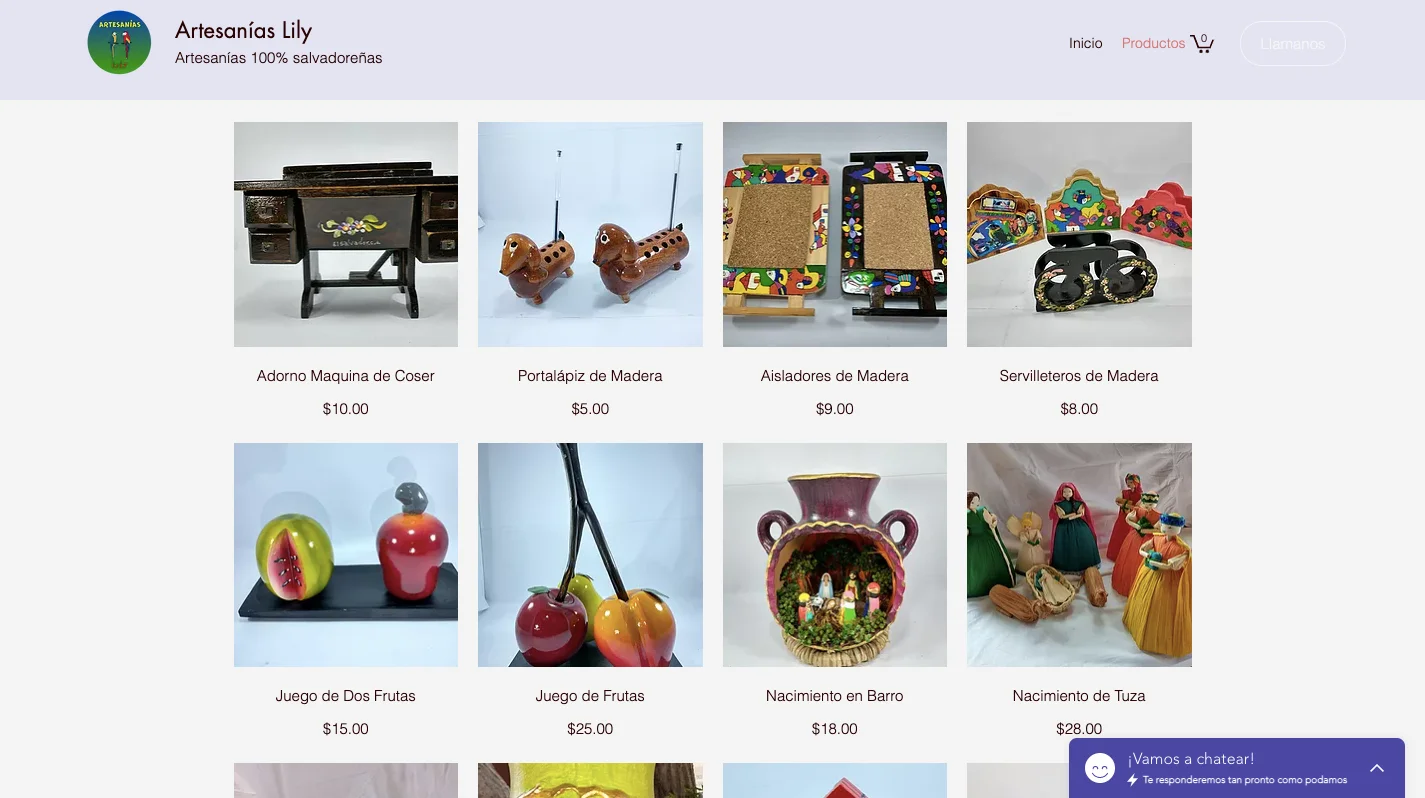 ARTESANÍAS
Artesanías Lily
Artesanías 100% salvadoreñas
Inicio
Productos
0
Llamanos
Adorno Maquina de Coser
$10.00
Portalápiz de Madera
$5.00
Aisladores de Madera
$9.00
Servilleteros de Madera
$8.00
Juego de Dos Frutas
$15.00
Juego de Frutas
$25.00
Nacimiento en Barro
$18.00
Nacimiento de Tuza
$28.00
¡Vamos a chatear!
Te responderemos tan pronto como podamos